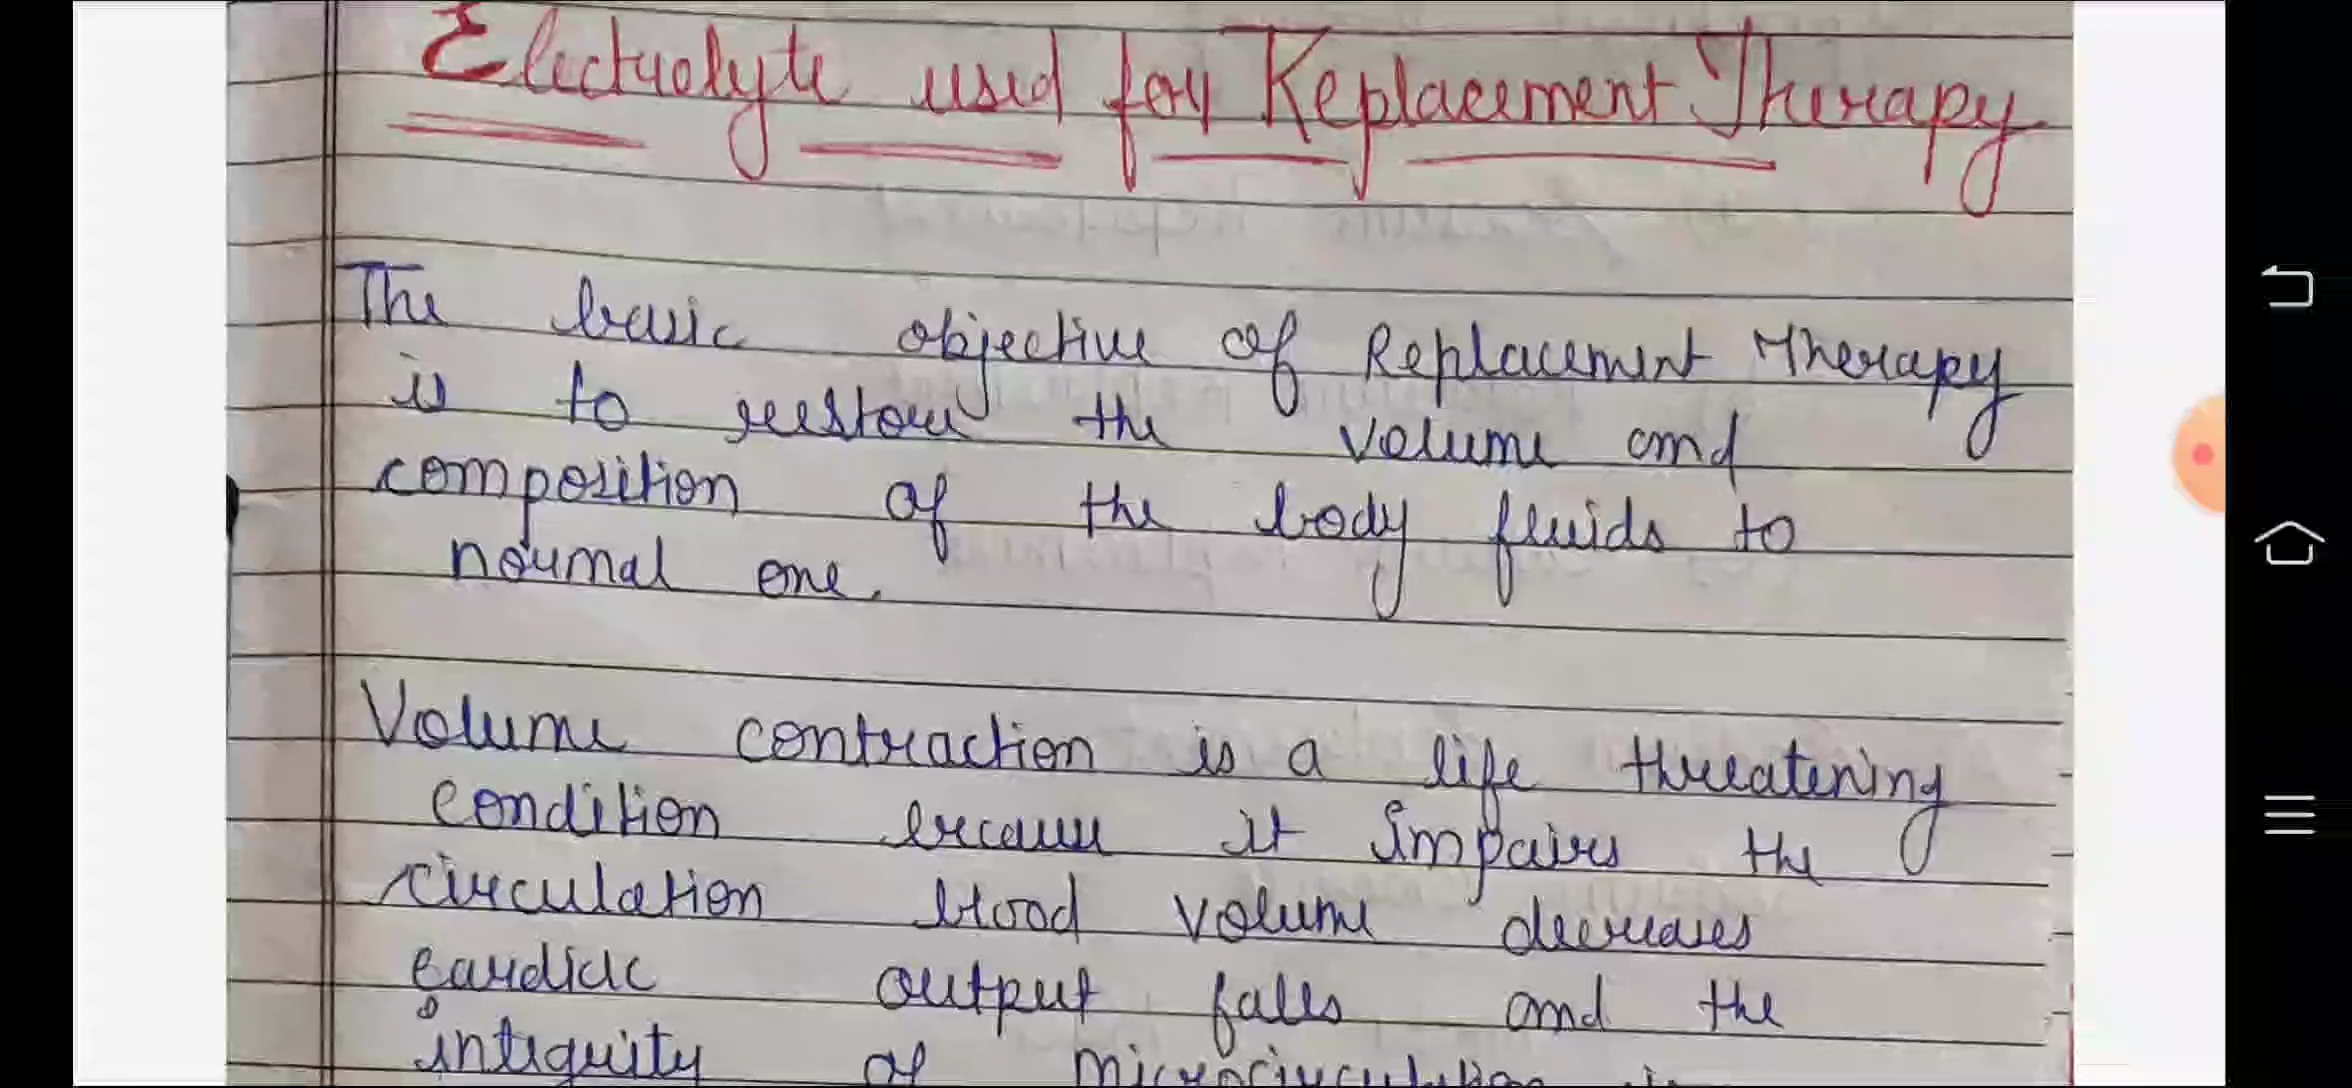 Electrolyte used for Replacement Therapy
The basic objective of Replacement Therapy
is to restore the volume and
composition of the body fluids to
normal one.
Volume contraction is a life threatening
condition because it impairs the
circulation blood volume decreases
cardiac output falls and the
integrity of microcirculation is